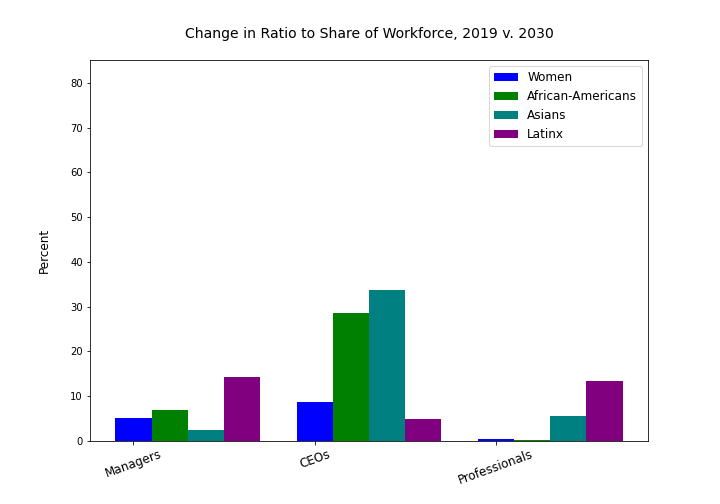 Change in Ratio to Share of Workforce, 2019 v. 2030
Women
African-Americans
Asians
Latinx
Percent
80
70
60
50
40
30
20
10
0
Managers
CEOs
Professionals